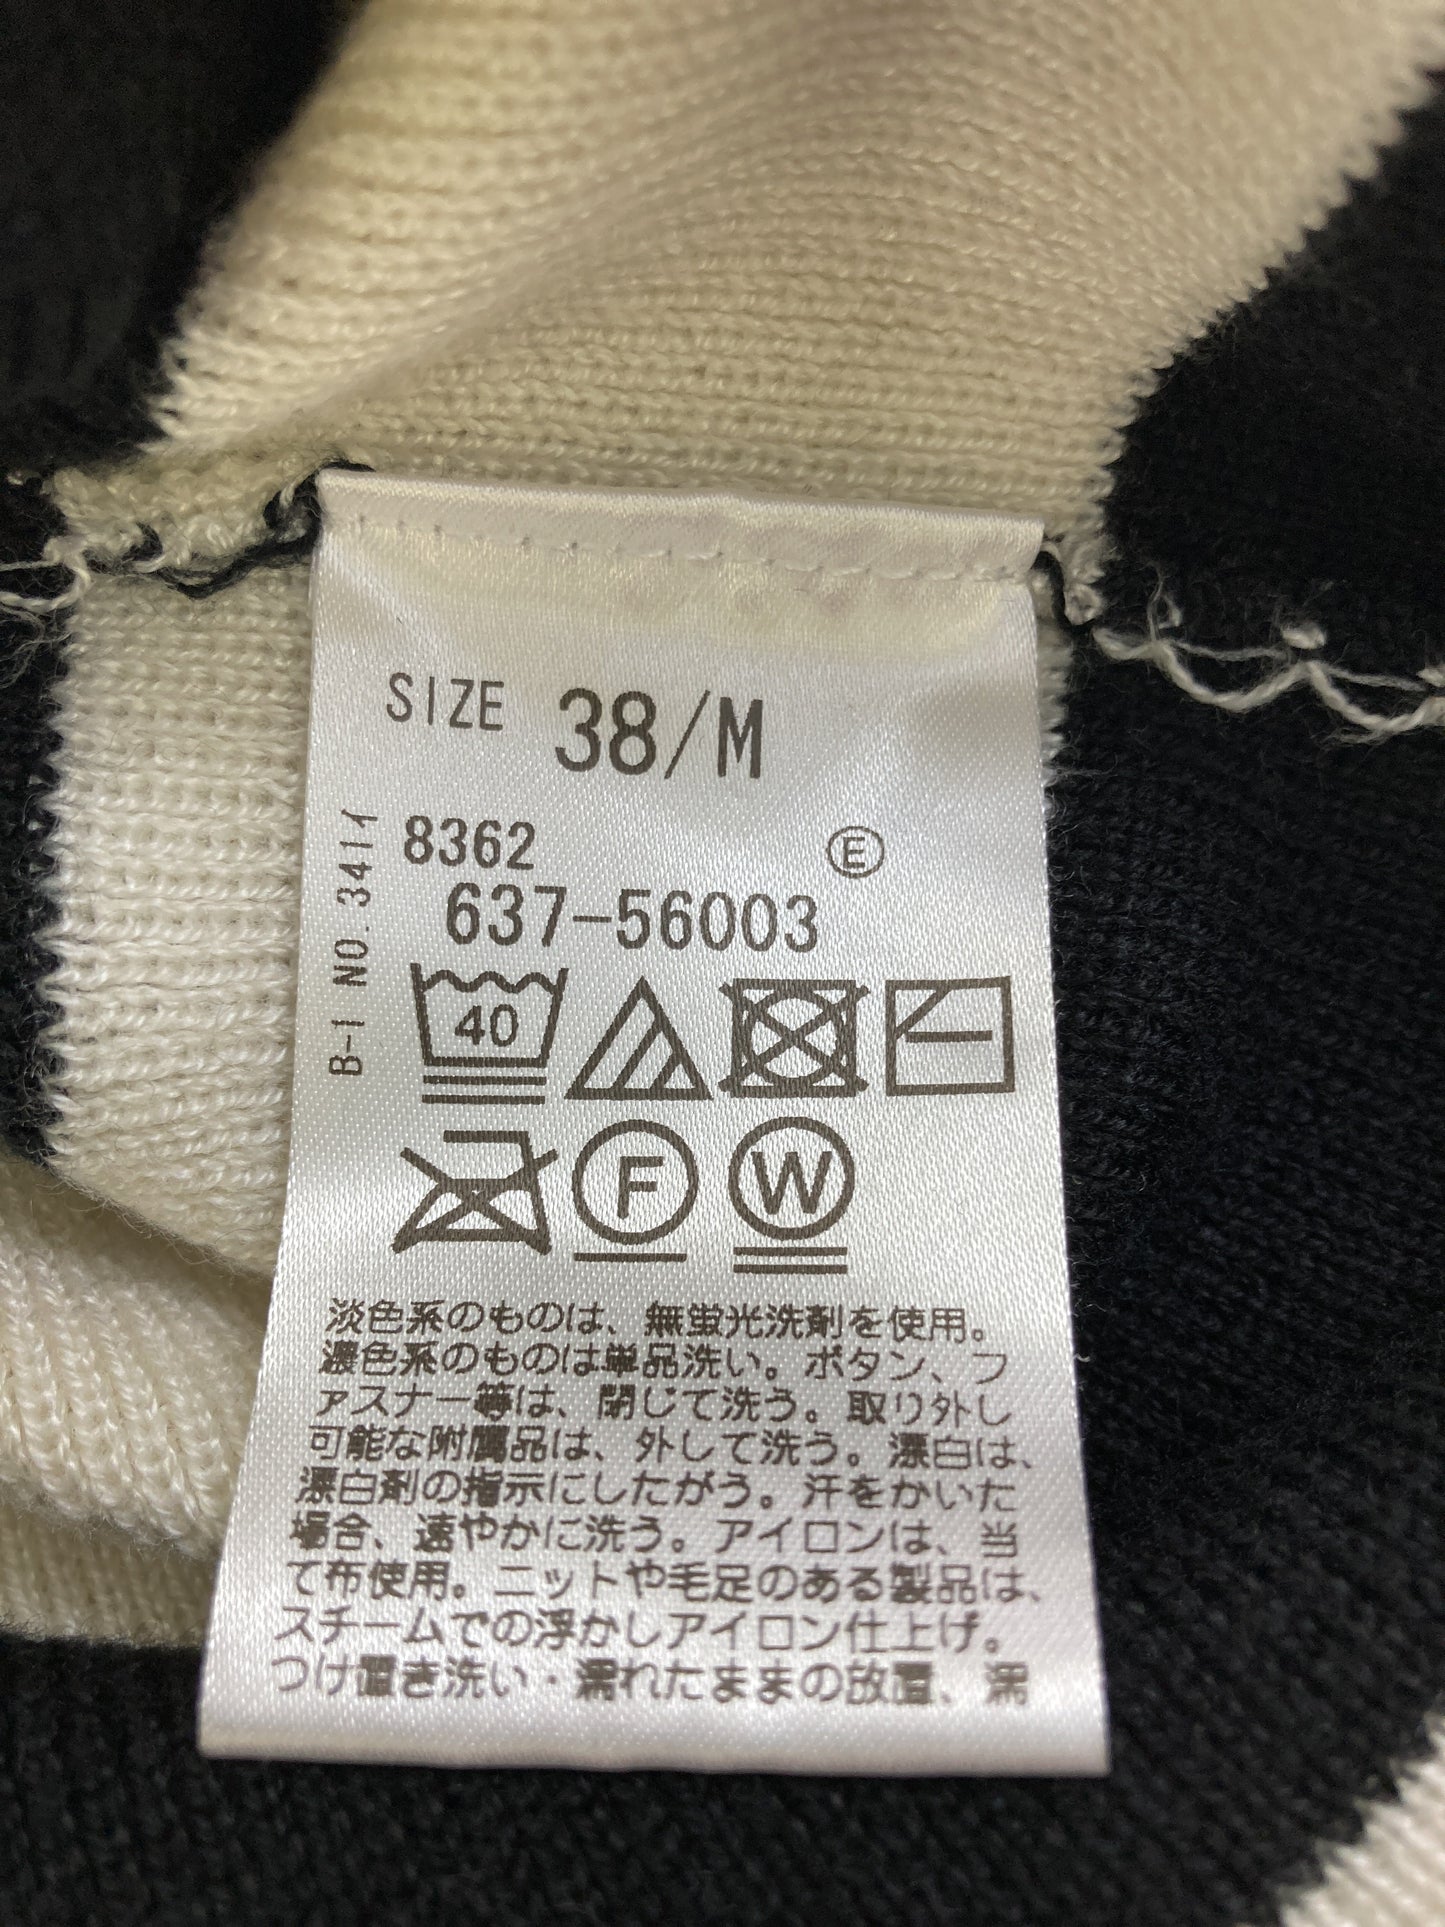 SIZE 38/M
8362
Ⓔ
637-56003
B-1 NO.341イ
40
F
W
淡色系のものは、無蛍光洗剤を使用。
濃色系のものは単品洗い。ボタン、フ
ァスナー等は、閉じて洗う。取り外し
可能な附属品は、外して洗う。漂白は、
漂白剤の指示にしたがう。汗をかいた
場合、速やかに洗う。アイロンは、当
て布使用。ニットや毛足のある製品は、
スチームでの浮かしアイロン仕上げ。
つけ置き洗い・濡れたままの放置、濡